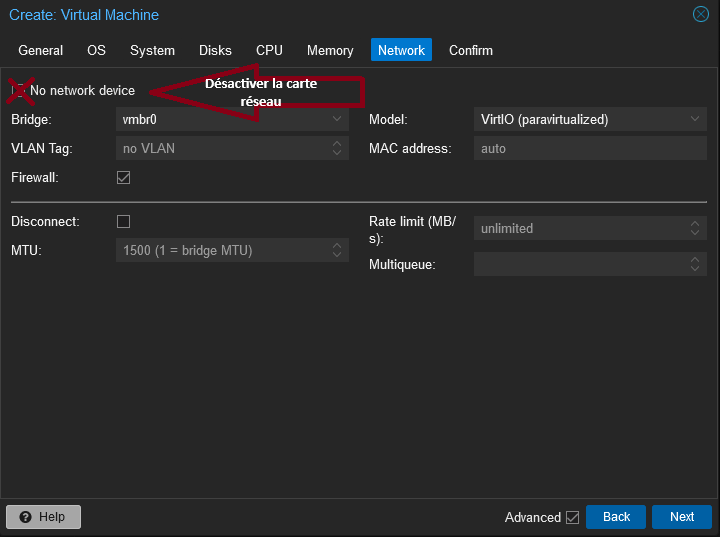 Create: Virtual Machine
General OS System Disks CPU Memory Network Confirm
No network device
Désactiver la carte
réseau
Bridge: vmbr0
Model: VirtIO (paravirtualized)
VLAN Tag: no VLAN
MAC address: auto
Firewall:
Disconnect:
Rate limit (MB/
s): unlimited
MTU: 1500 (1 = bridge MTU)
Multiqueue:
Help
Advanced Back Next